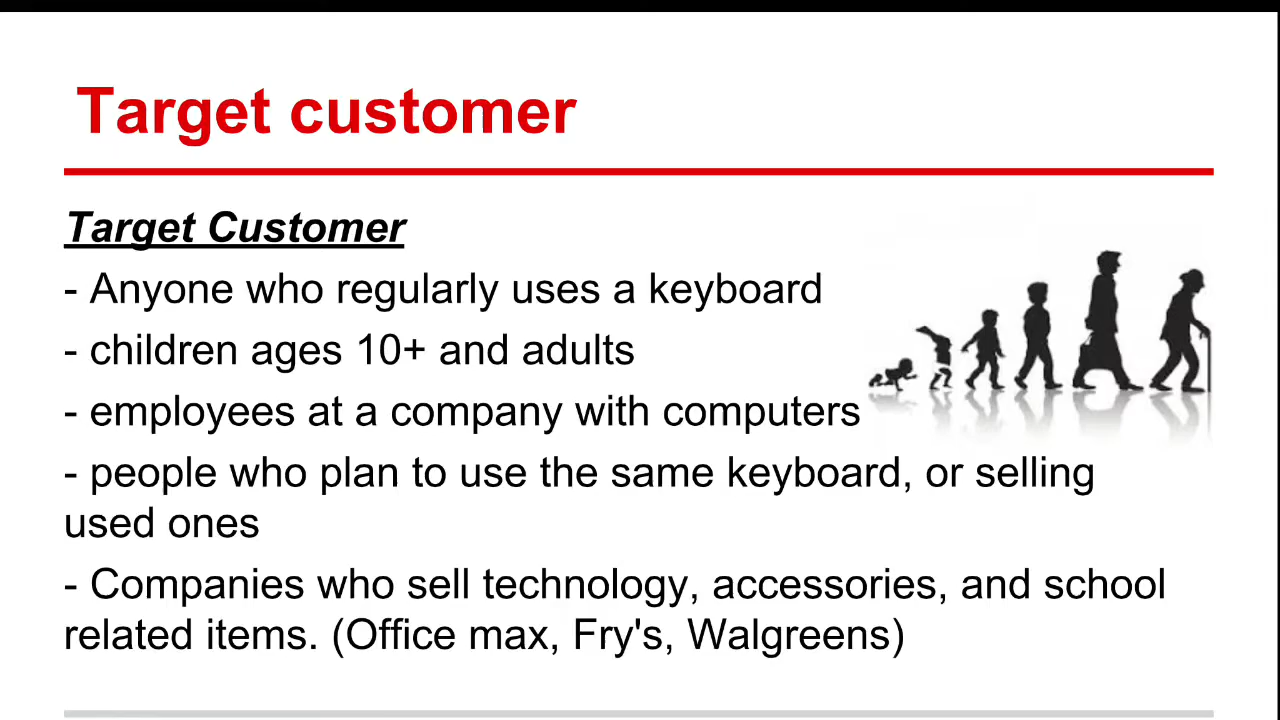 Target customer
Target Customer
- Anyone who regularly uses a keyboard
- children ages 10+ and adults
- employees at a company with computers
- people who plan to use the same keyboard, or selling
used ones
- Companies who sell technology, accessories, and school
related items. (Office max, Fry's, Walgreens)